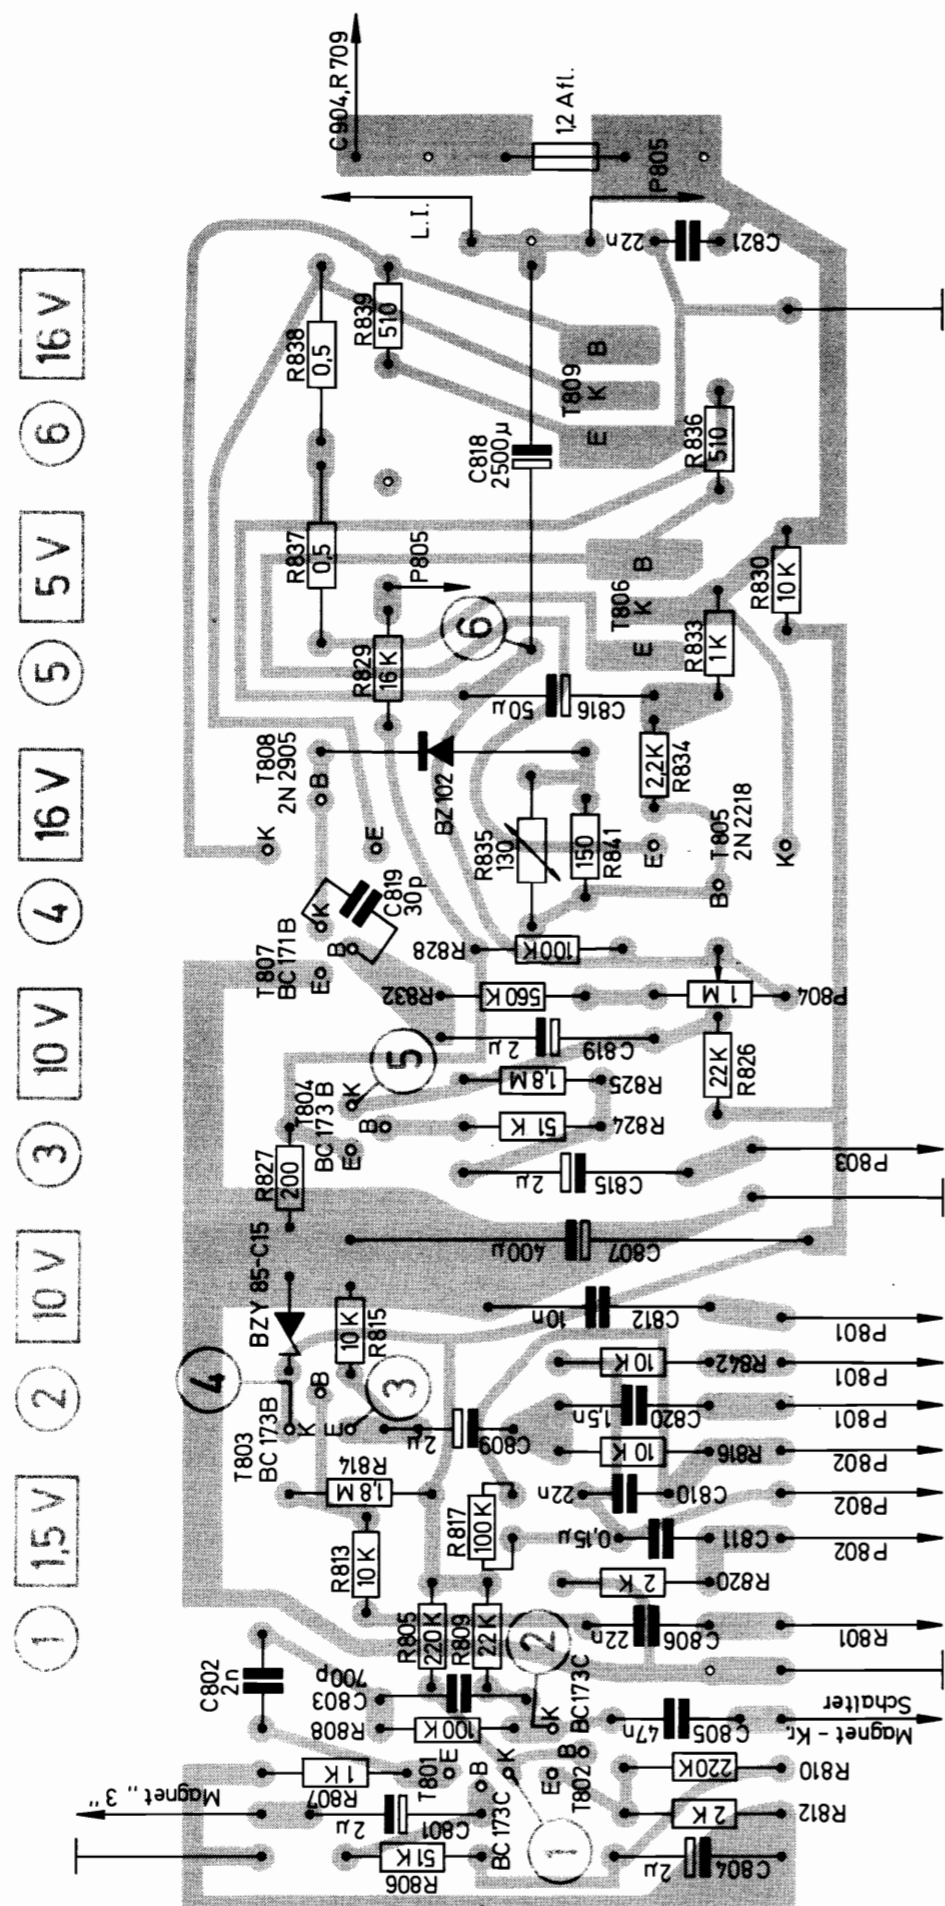 1 1,5 V 2 10 V 3 10 V 4 16 V 5 5 V 6 16 V
C904, R709
1,2 A fl.
L.I.
P805
22n
C821
R838
0,5
R839
510
B
K
E
T809
C818
2500µ
R836
510
R837
0,5
P805
B
K
E
T806
R830
10 K
R833
1 K
R829
16 K
6
50µ
C816
T808
2N 2905
B
K
E
BZ102
2,2K
R834
R835
130
150
R841
E
B
K
T805
2N 2218
T807
BC 171 B
K
B
E
C819
30p
R828
100K
R832
560 K
1 M
P804
2µ
C819
22K
R826
5
1,8 M
R825
T804
BC 173 B
K
B
E
51 K
R824
R827
200
2µ
C815
P803
400µ
C807
BZY 85-C15
10 K
R815
10n
C812
P801
4
10 K
R842
P801
T803
BC 173B
K
B
E
3
1,5n
C820
P801
2µ
C809
10 K
R816
P802
R814
1,8 M
22n
C810
P802
R817
100 K
0,15µ
C811
P802
R813
10 K
2 K
R820
R805
220 K
R809
22 K
22n
C806
R801
2
C802
2n
700p
C803
R808
100 K
K
BC173C
B
E
T802
47n
C805
Magnet - Kr.
Schalter
1 K
R807
T801
E
B
K
BC 173C
220K
R810
Magnet „ 3"
2µ
C801
2 K
R812
51 K
R806
1
2µ
C804